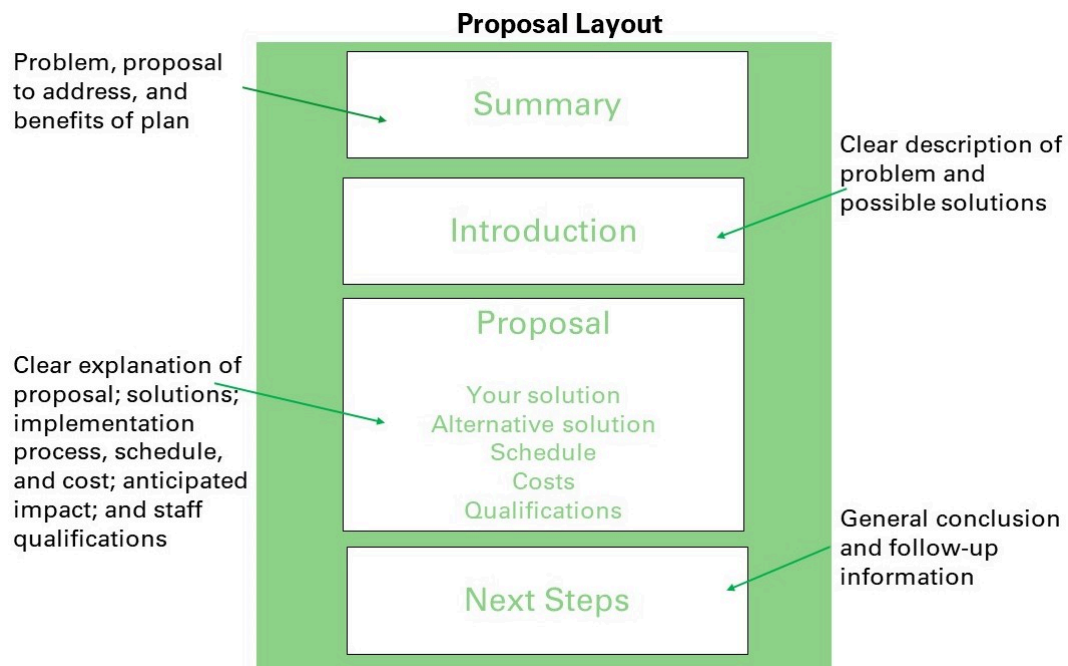 Proposal Layout
Problem, proposal
to address, and
benefits of plan
Summary
Clear description of
problem and
possible solutions
Introduction
Clear explanation of
proposal; solutions;
implementation
process, schedule,
and cost; anticipated
impact; and staff
qualifications
Proposal
Your solution
Alternative solution
Schedule
Costs
Qualifications
General conclusion
and follow-up
information
Next Steps